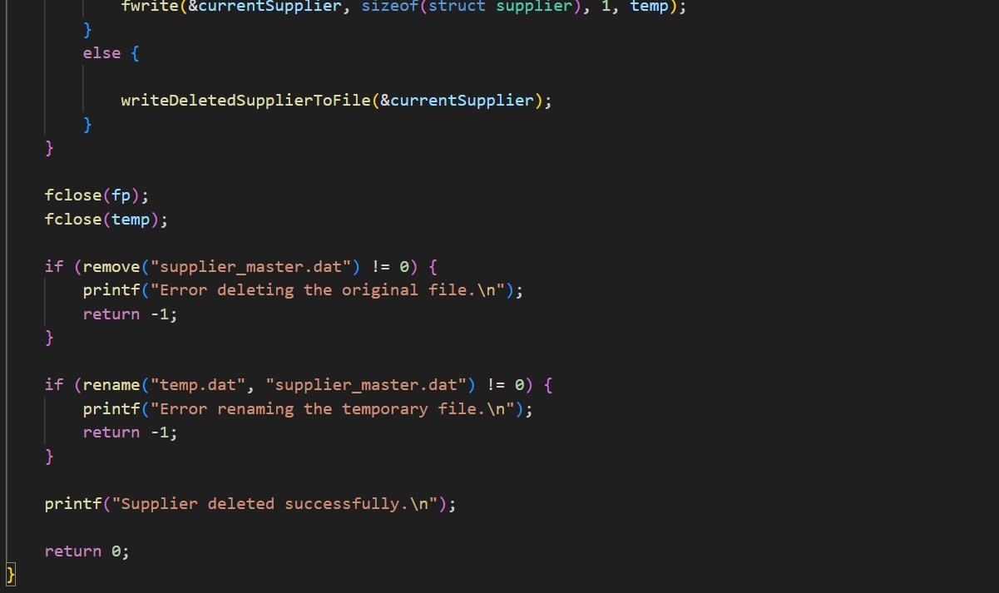 fwrite(&currentSupplier, sizeof(struct supplier), 1, temp);
}
else {
writeDeletedSupplierToFile(&currentSupplier);
}
}
fclose(fp);
fclose(temp);
if (remove("supplier_master.dat") != 0) {
printf("Error deleting the original file.\n");
return -1;
}
if (rename("temp.dat", "supplier_master.dat") != 0) {
printf("Error renaming the temporary file.\n");
return -1;
}
printf("Supplier deleted successfully.\n");
return 0;
}